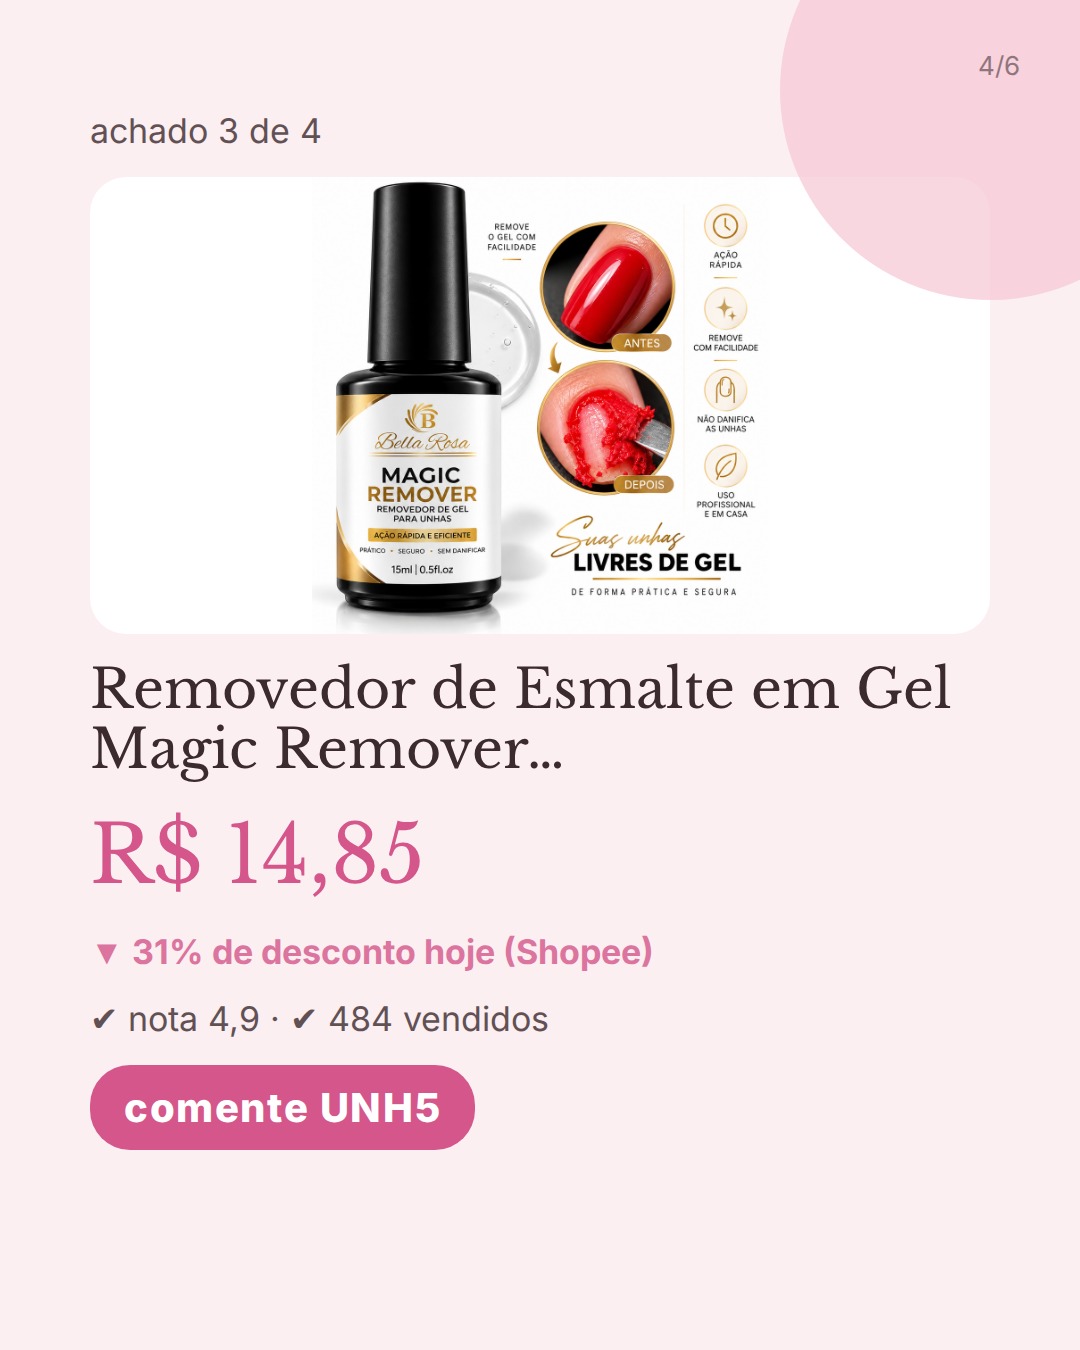 4/6
achado 3 de 4
REMOVE
O GEL COM
FACILIDADE
ANTES
DEPOIS
AÇÃO
RÁPIDA
REMOVE
COM FACILIDADE
NÃO DANIFICA
AS UNHAS
USO
PROFISSIONAL
E EM CASA
B
Bella Rosa
MAGIC
REMOVER
REMOVEDOR DE GEL
PARA UNHAS
AÇÃO RÁPIDA E EFICIENTE
PRÁTICO • SEGURO • SEM DANIFICAR
15ml | 0.5fl.oz
Suas unhas
LIVRES DE GEL
DE FORMA PRÁTICA E SEGURA
Removedor de Esmalte em Gel
Magic Remover...
R$ 14,85
▼ 31% de desconto hoje (Shopee)
✔ nota 4,9 · ✔ 484 vendidos
comente UNH5